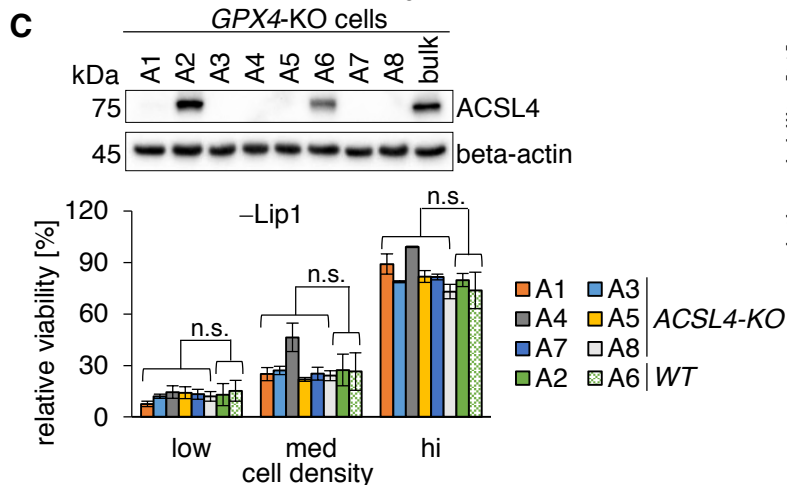 C
GPX4-KO cells
kDa A1 A2 A3 A4 A5 A6 A7 A8 bulk
75 ACSL4
45 beta-actin
–Lip1
relative viability [%]
120
90
60
30
0
n.s.
n.s.
n.s.
low med hi
cell density
A1 A3
A4 A5 ACSL4-KO
A7 A8
A2 A6 WT